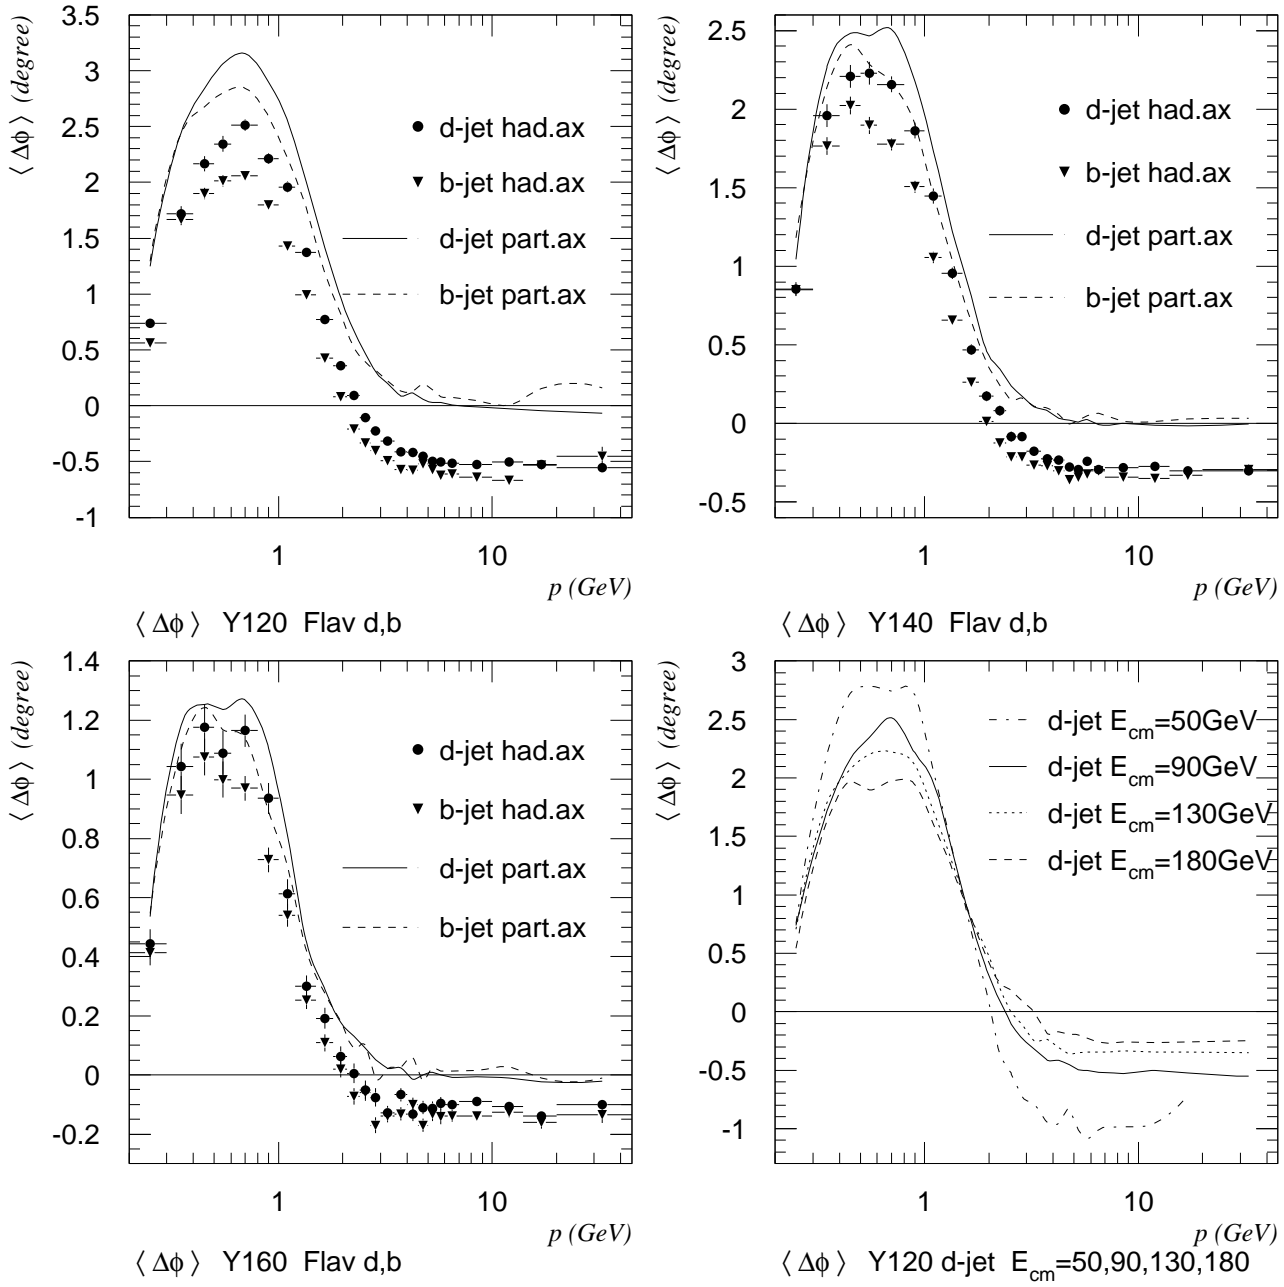 ⟨ Δϕ ⟩ (degree)
3.5
3
2.5
2
1.5
1
0.5
0
-0.5
-1
d-jet had.ax
b-jet had.ax
d-jet part.ax
b-jet part.ax
1 10
p (GeV)
⟨ Δϕ ⟩ Y120 Flav d,b
⟨ Δϕ ⟩ (degree)
2.5
2
1.5
1
0.5
0
-0.5
d-jet had.ax
b-jet had.ax
d-jet part.ax
b-jet part.ax
1 10
p (GeV)
⟨ Δϕ ⟩ Y140 Flav d,b
⟨ Δϕ ⟩ (degree)
1.4
1.2
1
0.8
0.6
0.4
0.2
0
-0.2
d-jet had.ax
b-jet had.ax
d-jet part.ax
b-jet part.ax
1 10
p (GeV)
⟨ Δϕ ⟩ Y160 Flav d,b
⟨ Δϕ ⟩ (degree)
3
2.5
2
1.5
1
0.5
0
-0.5
-1
d-jet E_cm=50GeV
d-jet E_cm=90GeV
d-jet E_cm=130GeV
d-jet E_cm=180GeV
1 10
p (GeV)
⟨ Δϕ ⟩ Y120 d-jet E_cm=50,90,130,180